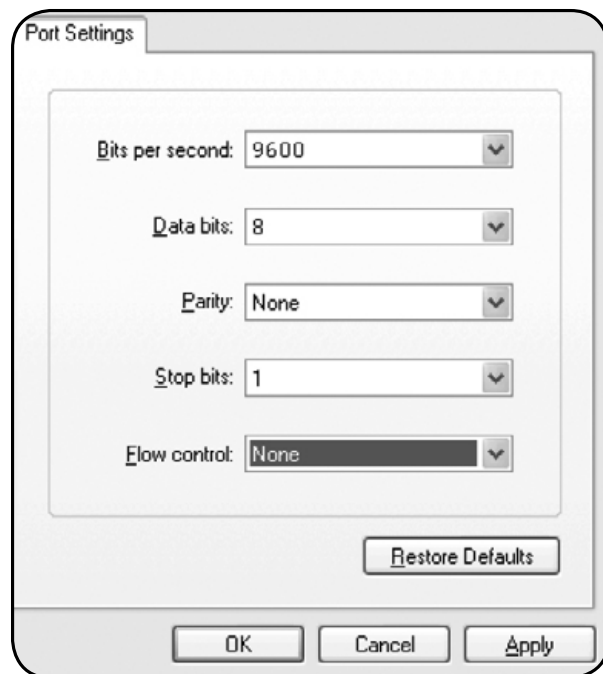 Port Settings
Bits per second: 9600
Data bits: 8
Parity: None
Stop bits: 1
Flow control: None
Restore Defaults
OK Cancel Apply